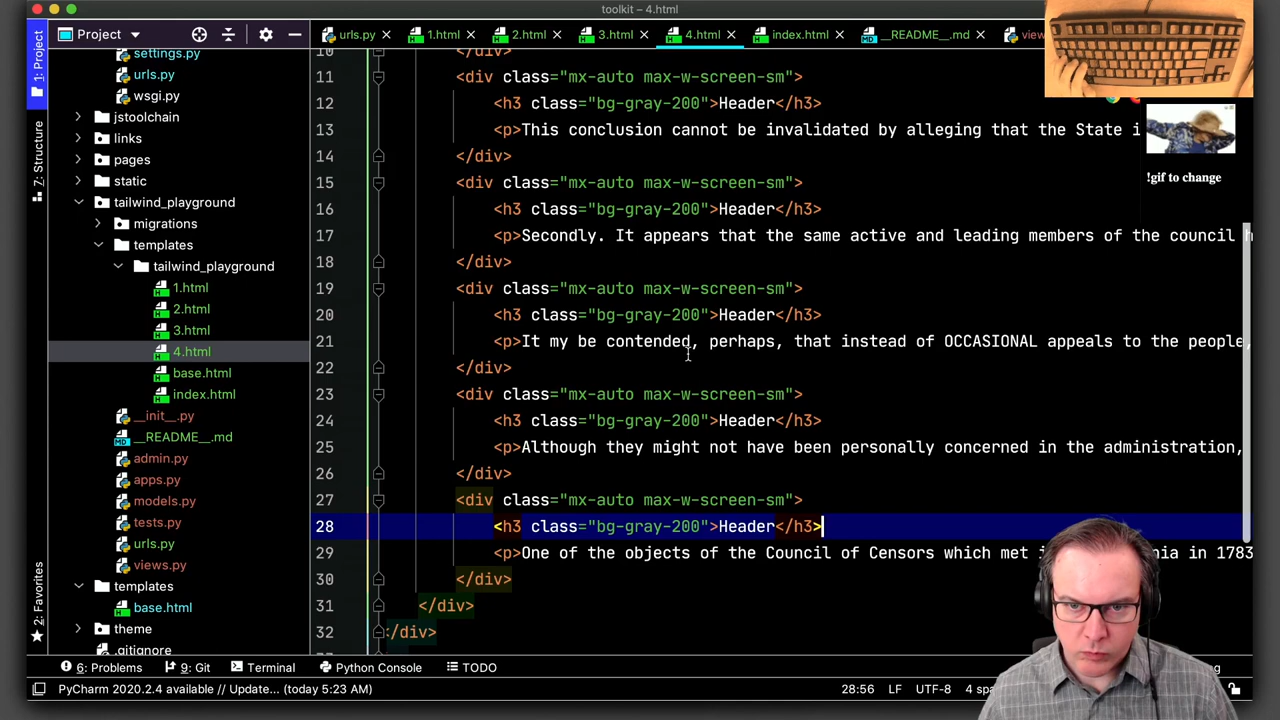 toolkit – 4.html
Project
urls.py
1.html
2.html
3.html
4.html
index.html
__README__.md
1: Project
7: Structure
2: Favorites
settings.py
urls.py
wsgi.py
jstoolchain
links
pages
static
tailwind_playground
migrations
templates
tailwind_playground
1.html
2.html
3.html
4.html
base.html
index.html
__init__.py
__README__.md
admin.py
apps.py
models.py
tests.py
urls.py
views.py
templates
base.html
theme
.gitignore
10 </div>
11 <div class="mx-auto max-w-screen-sm">
12 <h3 class="bg-gray-200">Header</h3>
13 <p>This conclusion cannot be invalidated by alleging that the State i
14 </div>
15 <div class="mx-auto max-w-screen-sm">
16 <h3 class="bg-gray-200">Header</h3>
17 <p>Secondly. It appears that the same active and leading members of the council h
18 </div>
19 <div class="mx-auto max-w-screen-sm">
20 <h3 class="bg-gray-200">Header</h3>
21 <p>It my be contended, perhaps, that instead of OCCASIONAL appeals to the people,
22 </div>
23 <div class="mx-auto max-w-screen-sm">
24 <h3 class="bg-gray-200">Header</h3>
25 <p>Although they might not have been personally concerned in the administration,
26 </div>
27 <div class="mx-auto max-w-screen-sm">
28 <h3 class="bg-gray-200">Header</h3>
29 <p>One of the objects of the Council of Censors which met i nia in 1783
30 </div>
31 </div>
32 </div>
!gif to change
6: Problems
9: Git
Terminal
Python Console
TODO
PyCharm 2020.2.4 available // Update... (today 5:23 AM)
28:56 LF UTF-8 4 spa